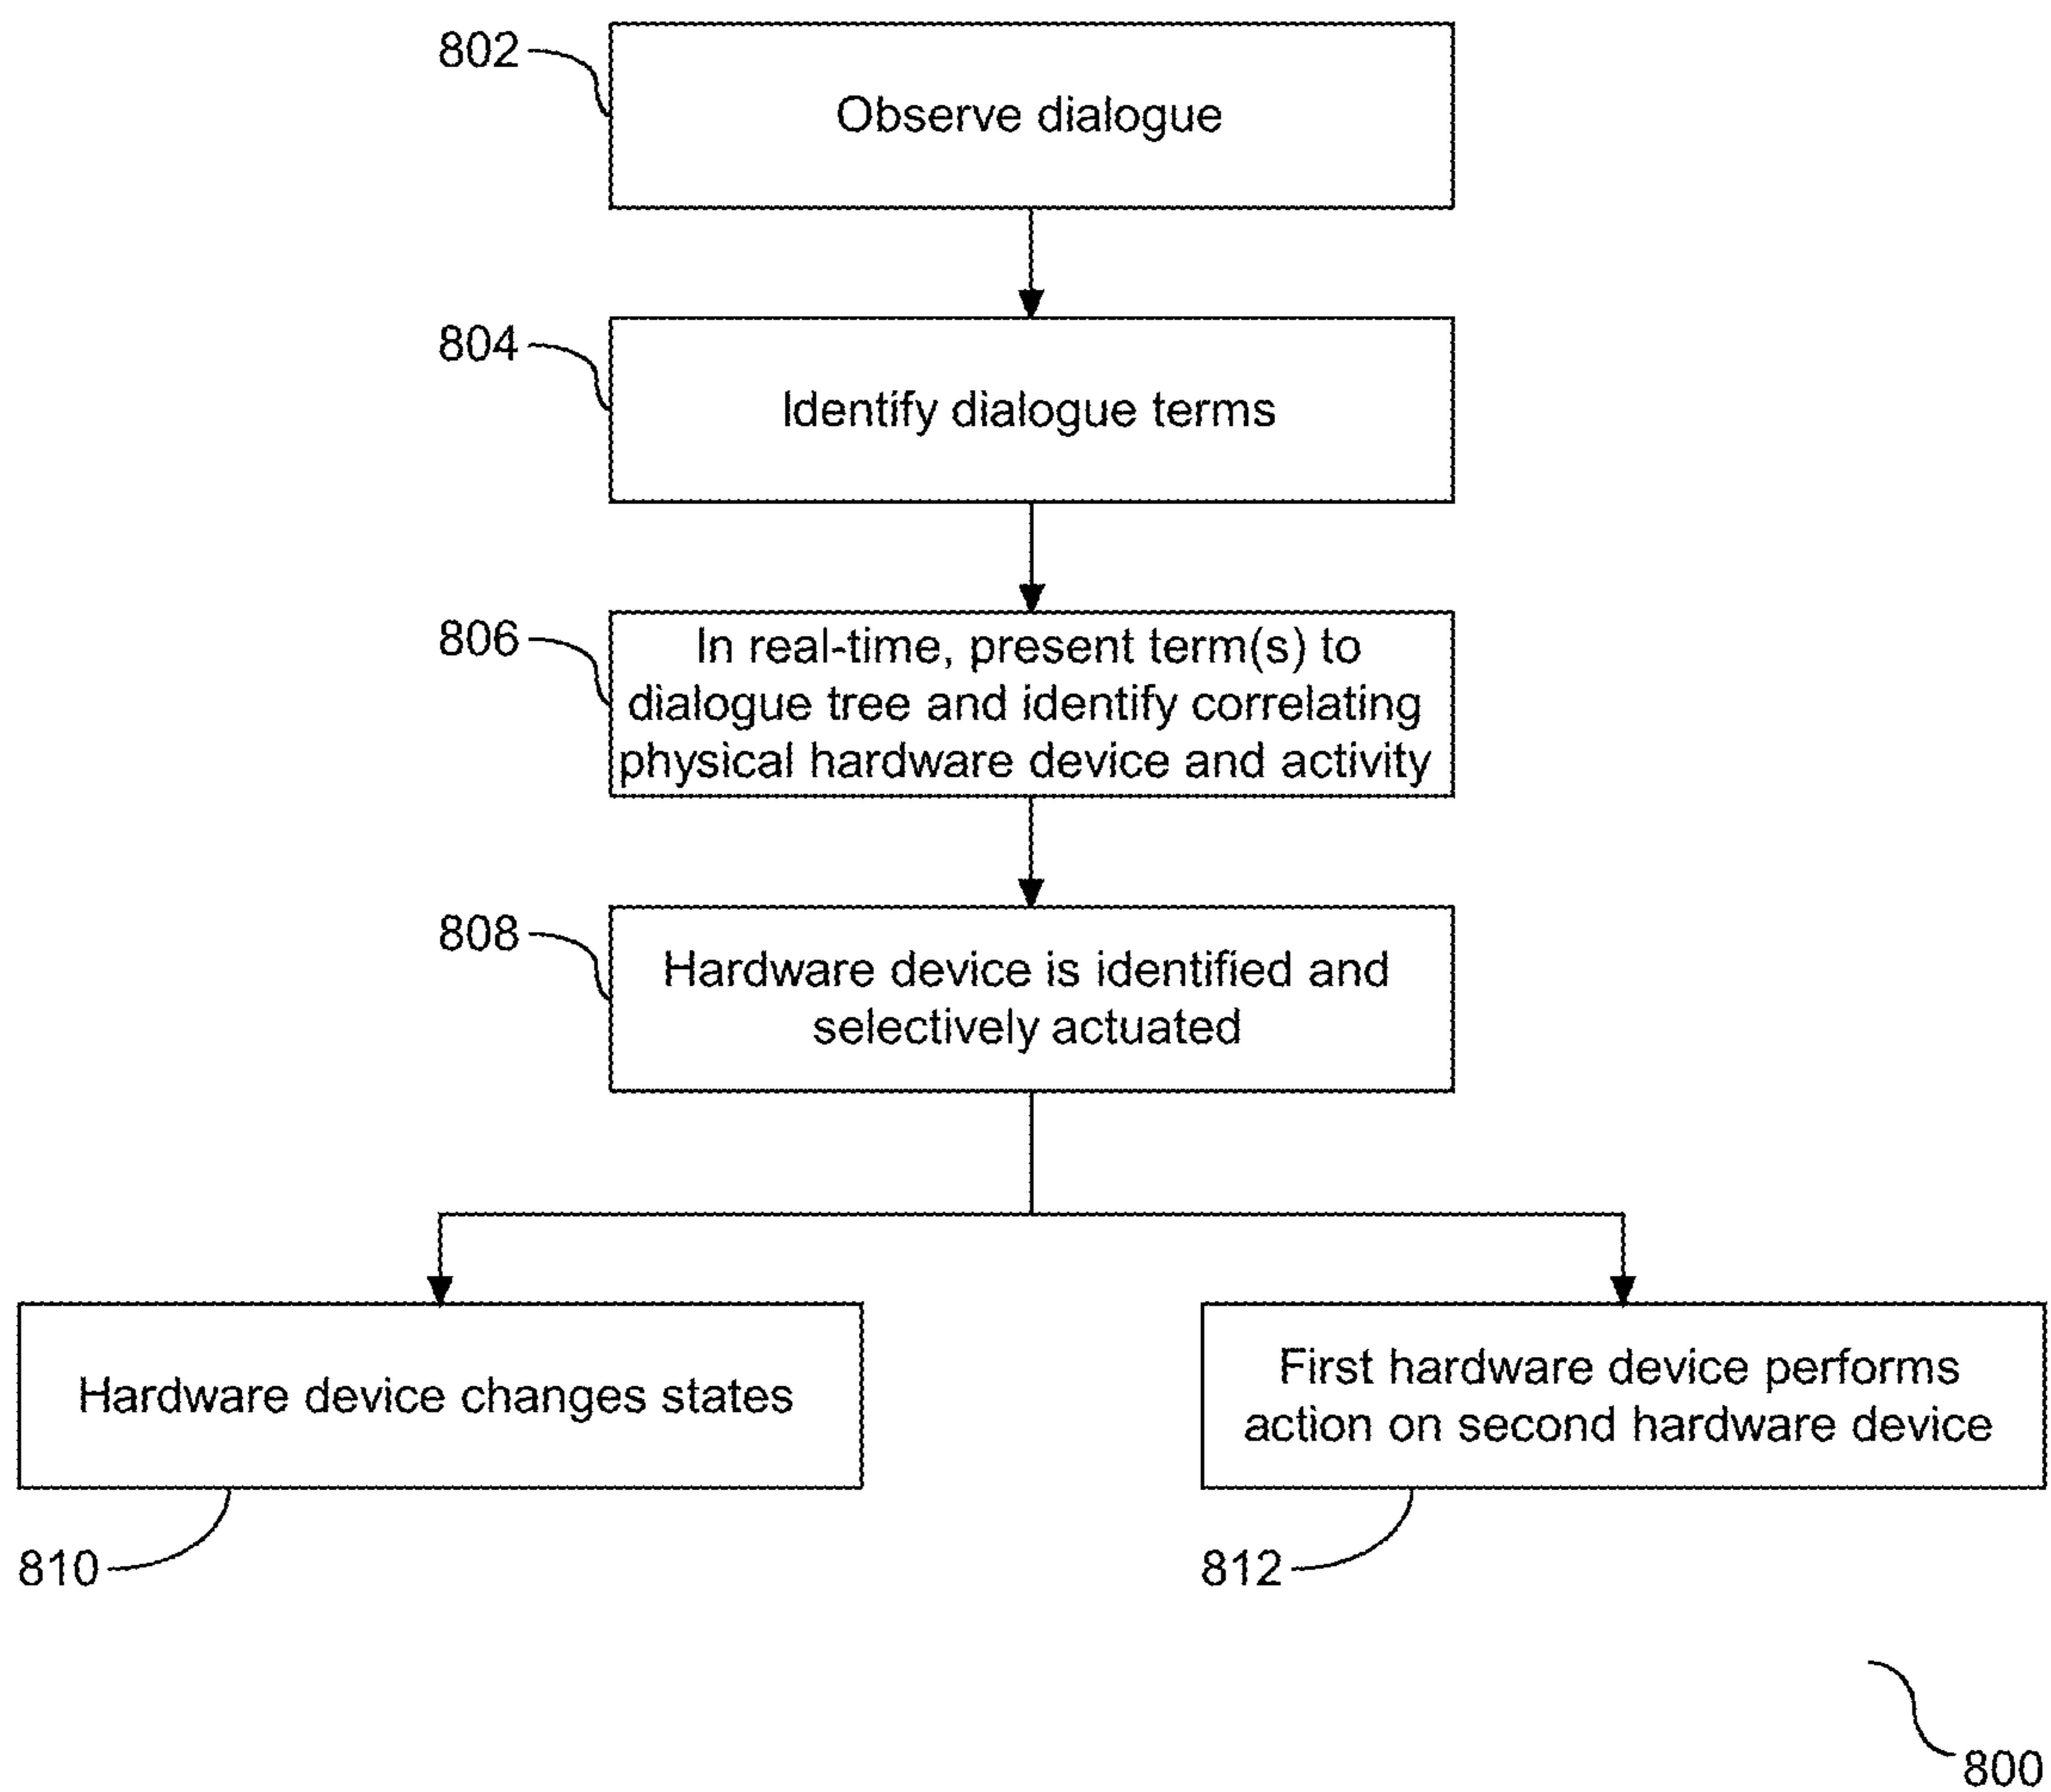 802
Observe dialogue
804
Identify dialogue terms
806
In real-time, present term(s) to
dialogue tree and identify correlating
physical hardware device and activity
808
Hardware device is identified and
selectively actuated
Hardware device changes states
810
First hardware device performs
action on second hardware device
812
800